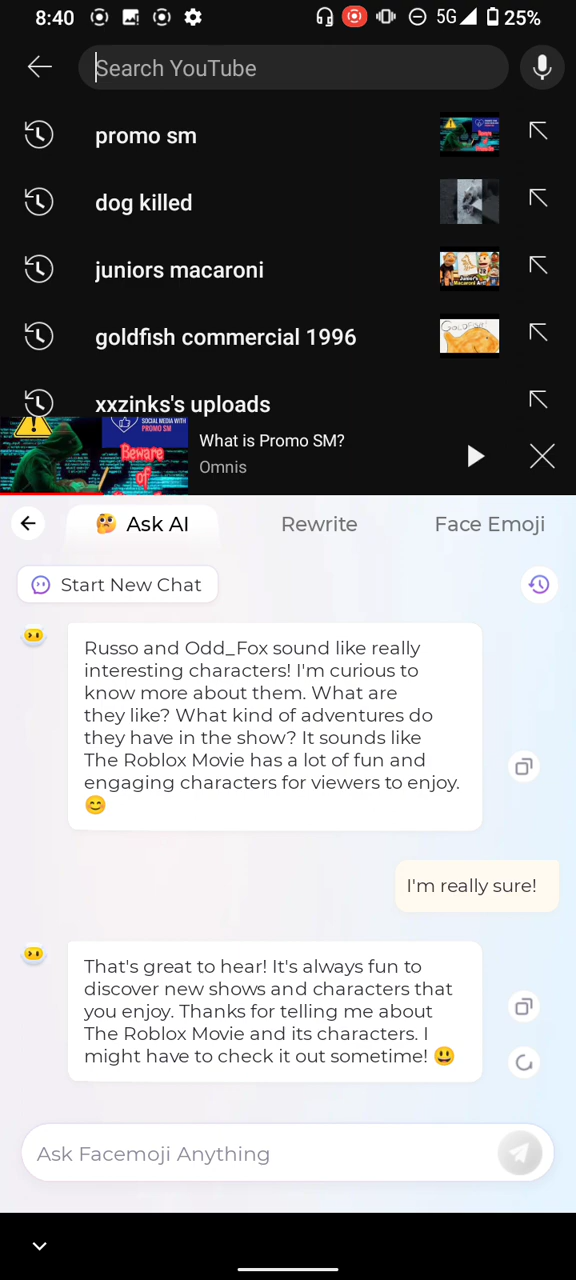 8:40
5G
25%
Search YouTube
promo sm
dog killed
juniors macaroni
goldfish commercial 1996
xxzinks's uploads
SOCIAL MEDIA WITH
PROMO SM
Beware
of
What is Promo SM?
Omnis
Ask AI
Rewrite
Face Emoji
Start New Chat
Russo and Odd_Fox sound like really
interesting characters! I'm curious to
know more about them. What are
they like? What kind of adventures do
they have in the show? It sounds like
The Roblox Movie has a lot of fun and
engaging characters for viewers to enjoy.
😊
I'm really sure!
That's great to hear! It's always fun to
discover new shows and characters that
you enjoy. Thanks for telling me about
The Roblox Movie and its characters. I
might have to check it out sometime! 😃
Ask Facemoji Anything